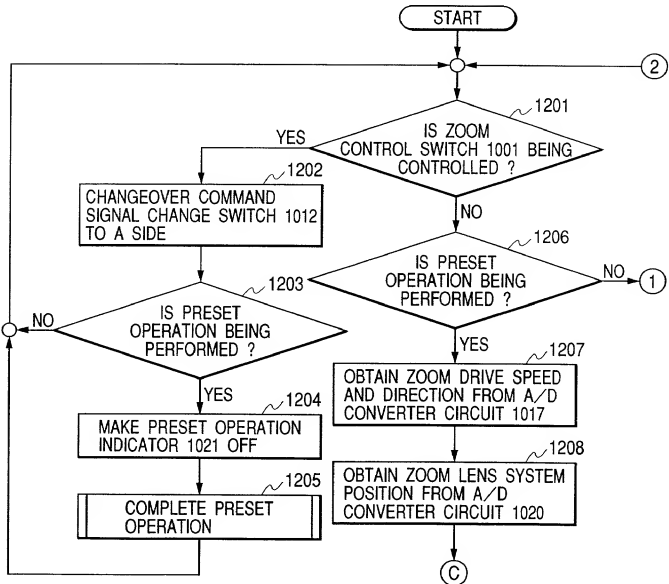 START
2
1201
IS ZOOM
CONTROL SWITCH 1001 BEING
CONTROLLED ?
YES
NO
1202
CHANGEOVER COMMAND
SIGNAL CHANGE SWITCH 1012
TO A SIDE
1203
IS PRESET
OPERATION BEING
PERFORMED ?
NO
YES
1204
MAKE PRESET OPERATION
INDICATOR 1021 OFF
1205
COMPLETE PRESET
OPERATION
1206
IS PRESET
OPERATION BEING
PERFORMED ?
NO
1
YES
1207
OBTAIN ZOOM DRIVE SPEED
AND DIRECTION FROM A/D
CONVERTER CIRCUIT 1017
1208
OBTAIN ZOOM LENS SYSTEM
POSITION FROM A/D
CONVERTER CIRCUIT 1020
C